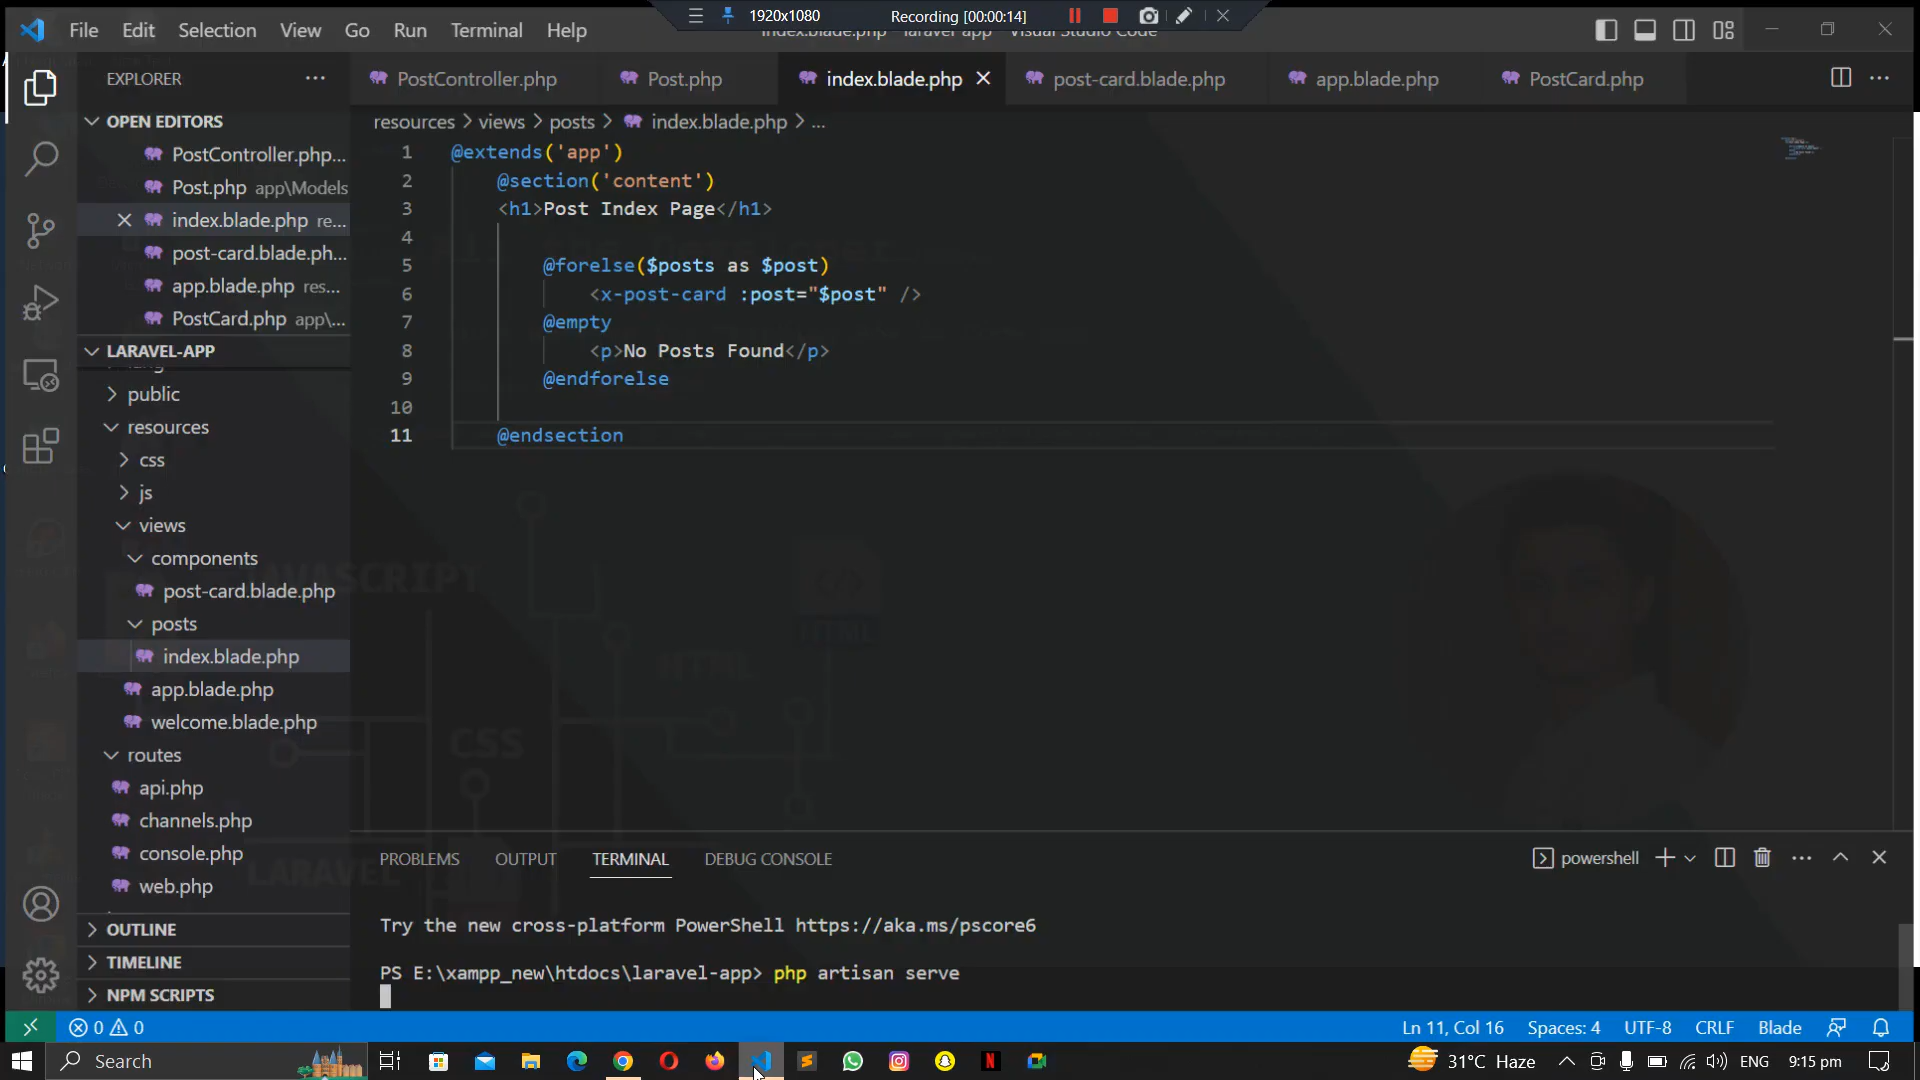 1920x1080
Recording [00:00:14]
File Edit Selection View Go Run Terminal Help
index.blade.php - laravel-app - Visual Studio Code
EXPLORER
PostController.php Post.php index.blade.php post-card.blade.php app.blade.php PostCard.php
OPEN EDITORS
PostController.php...
Post.php app\Models
index.blade.php re...
post-card.blade.ph...
app.blade.php res...
PostCard.php app\...
LARAVEL-APP
public
resources
css
js
views
components
post-card.blade.php
posts
index.blade.php
app.blade.php
welcome.blade.php
routes
api.php
channels.php
console.php
web.php
OUTLINE
TIMELINE
NPM SCRIPTS
resources > views > posts > index.blade.php > ...
1 @extends('app')
2 @section('content')
3 <h1>Post Index Page</h1>
4
5 @forelse($posts as $post)
6 <x-post-card :post="$post" />
7 @empty
8 <p>No Posts Found</p>
9 @endforelse
10
11 @endsection
JAVASCRIPT
HTML
HTML
CSS
LARAVEL
PROBLEMS OUTPUT TERMINAL DEBUG CONSOLE
powershell
Try the new cross-platform PowerShell https://aka.ms/pscore6
PS E:\xampp_new\htdocs\laravel-app> php artisan serve
0 0
Ln 11, Col 16 Spaces: 4 UTF-8 CRLF Blade
Search
31°C Haze
ENG
9:15 pm